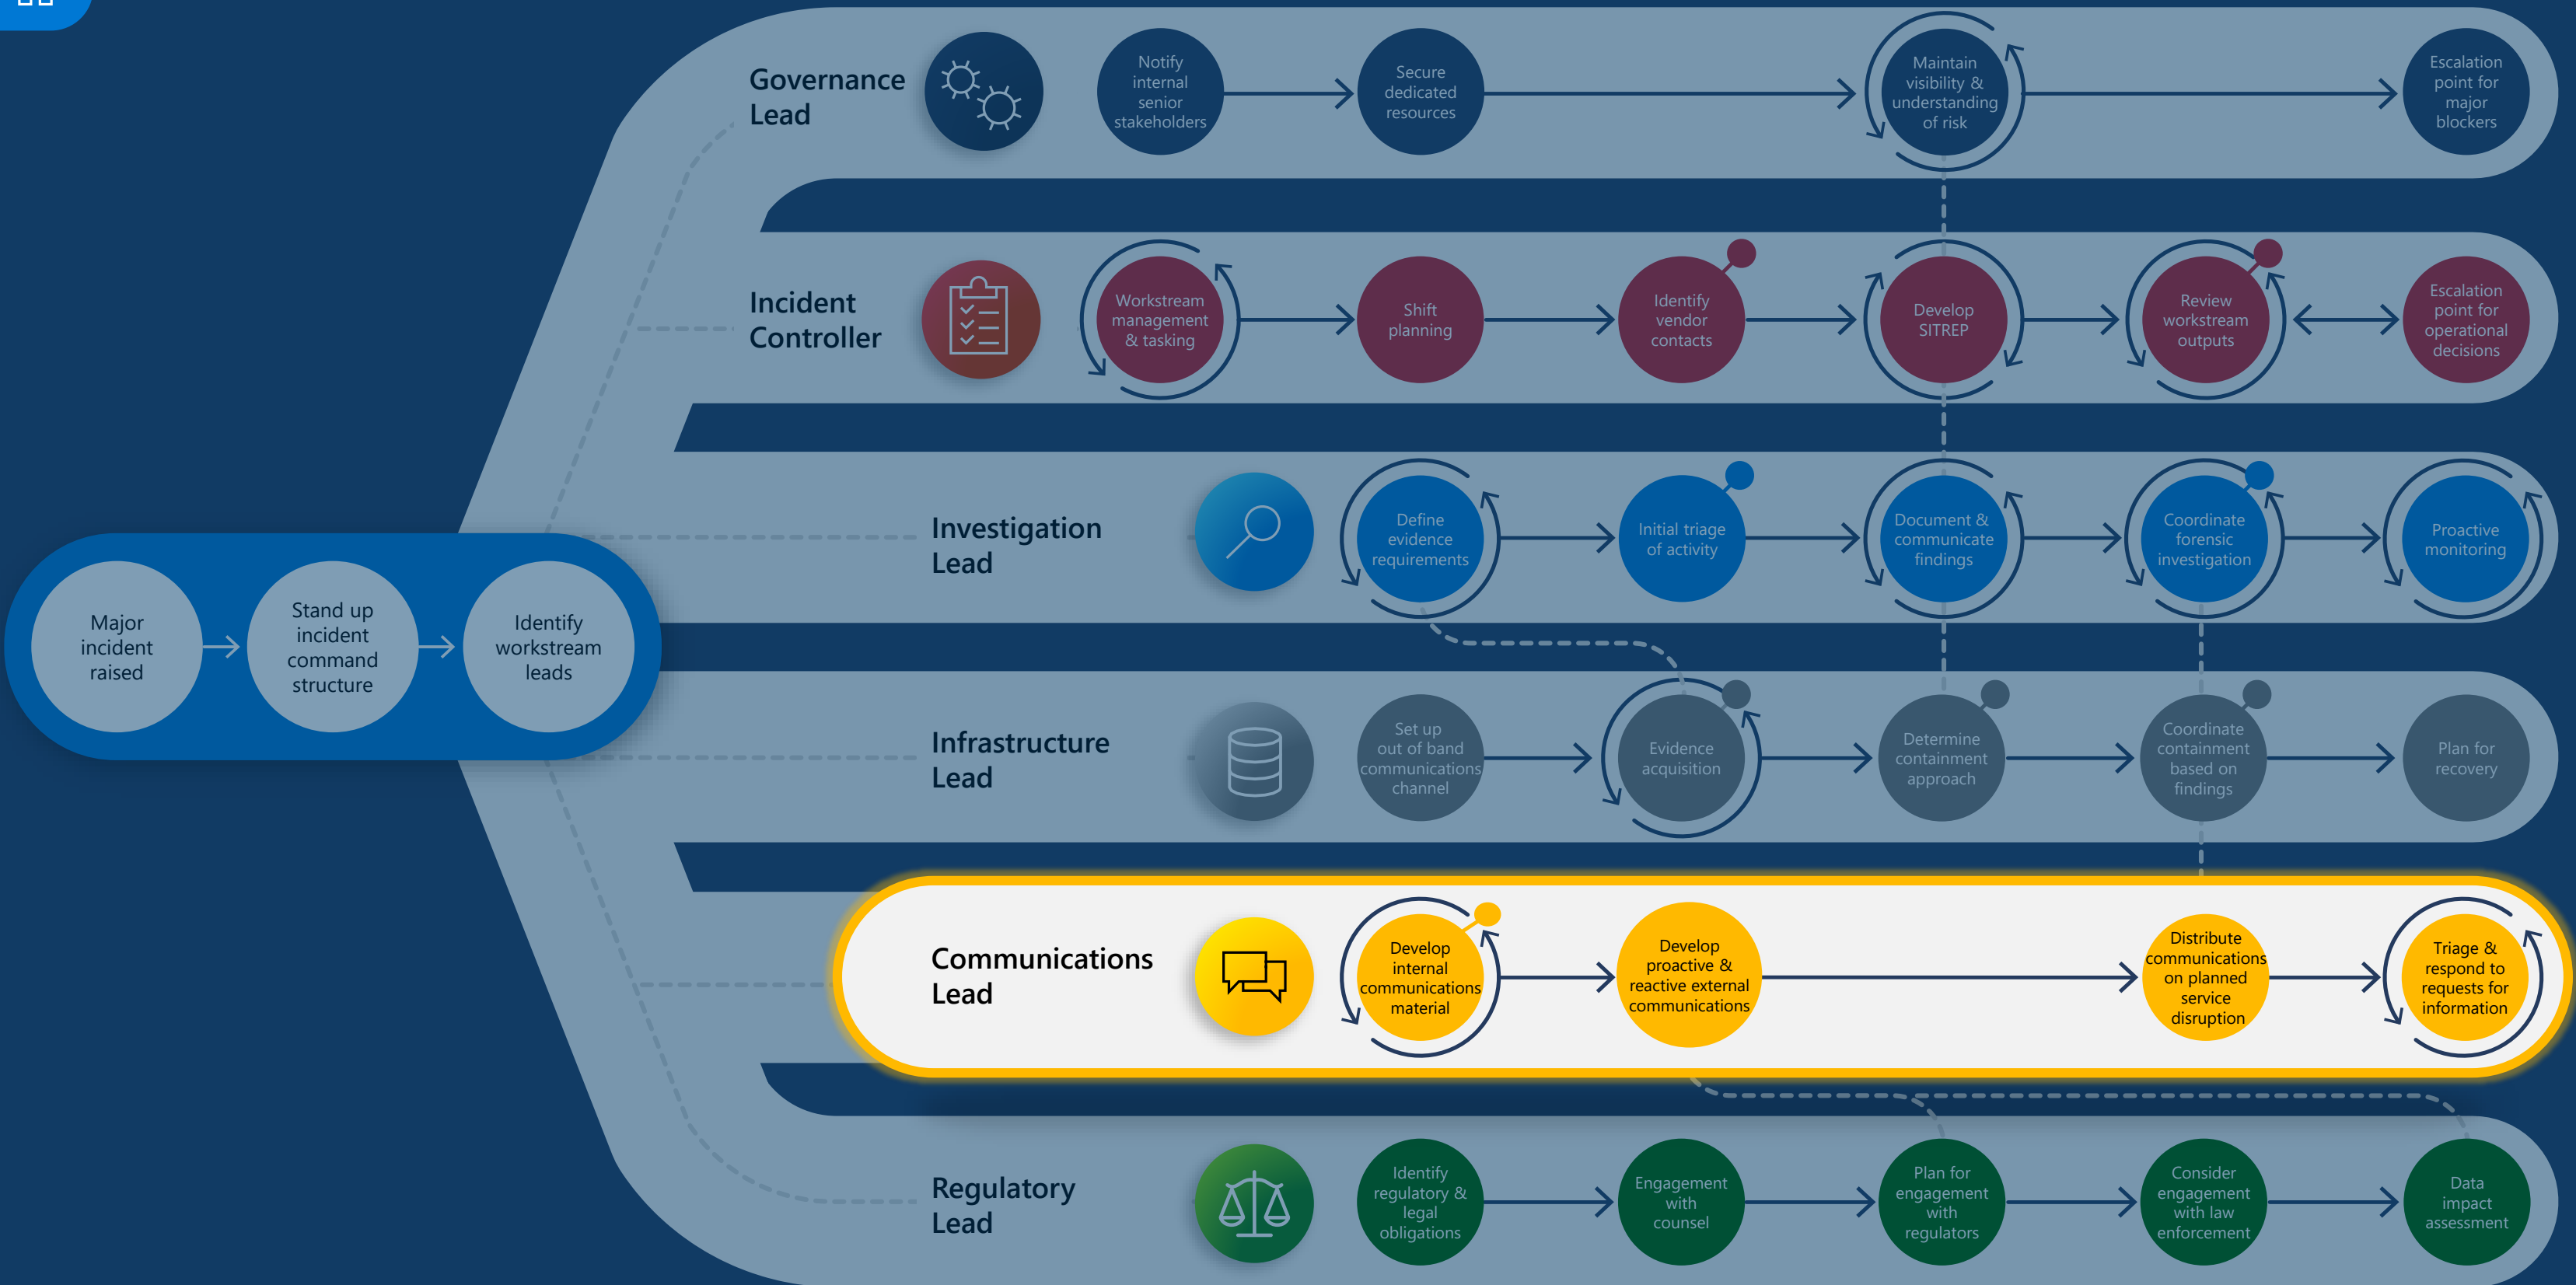 Governance
Lead
Notify
internal
senior
stakeholders
Secure
dedicated
resources
Maintain
visibility &
understanding
of risk
Escalation
point for
major
blockers
Incident
Controller
Workstream
management
& tasking
Shift
planning
Identify
vendor
contacts
Develop
SITREP
Review
workstream
outputs
Escalation
point for
operational
decisions
Investigation
Lead
Define
evidence
requirements
Initial triage
of activity
Document &
communicate
findings
Coordinate
forensic
investigation
Proactive
monitoring
Major
incident
raised
Stand up
incident
command
structure
Identify
workstream
leads
Infrastructure
Lead
Set up
out of band
communications
channel
Evidence
acquisition
Determine
containment
approach
Coordinate
containment
based on
findings
Plan for
recovery
Communications
Lead
Develop
internal
communications
material
Develop
proactive &
reactive external
communications
Distribute
communications
on planned
service
disruption
Triage &
respond to
requests for
information
Regulatory
Lead
Identify
regulatory &
legal
obligations
Engagement
with
counsel
Plan for
engagement
with
regulators
Consider
engagement
with law
enforcement
Data
impact
assessment